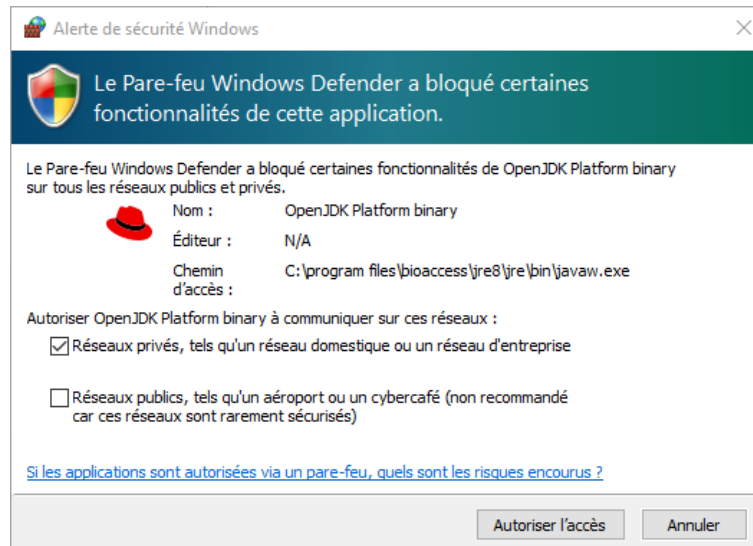 Alerte de sécurité Windows
Le Pare-feu Windows Defender a bloqué certaines
fonctionnalités de cette application.
Le Pare-feu Windows Defender a bloqué certaines fonctionnalités de OpenJDK Platform binary
sur tous les réseaux publics et privés.
Nom : OpenJDK Platform binary
Éditeur : N/A
Chemin C:\program files\bioaccess\jre8\jre\bin\javaw.exe
d'accès :
Autoriser OpenJDK Platform binary à communiquer sur ces réseaux :
Réseaux privés, tels qu'un réseau domestique ou un réseau d'entreprise
Réseaux publics, tels qu'un aéroport ou un cybercafé (non recommandé
car ces réseaux sont rarement sécurisés)
Si les applications sont autorisées via un pare-feu, quels sont les risques encourus ?
Autoriser l'accès Annuler